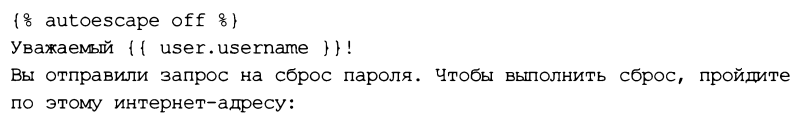 {% autoescape off %}
Уважаемый {{ user.username }}!
Вы отправили запрос на сброс пароля. Чтобы выполнить сброс, пройдите
по этому интернет-адресу: